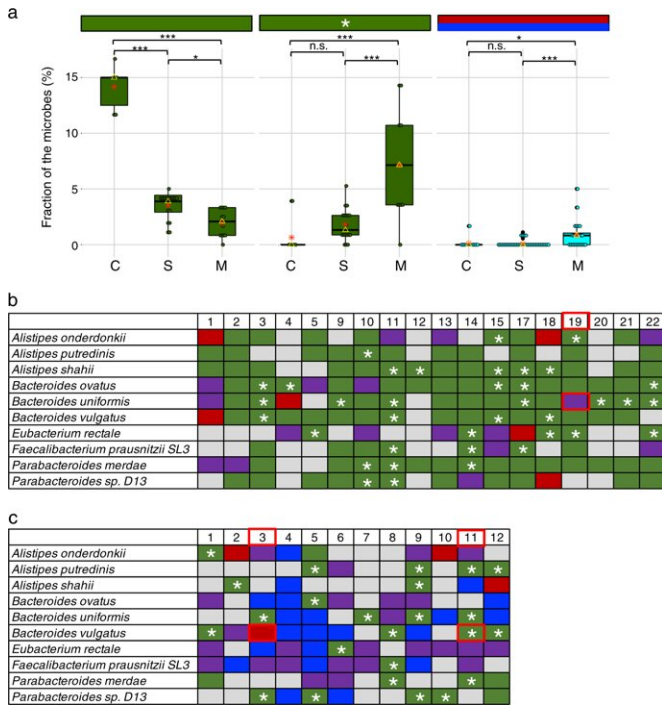 a
*
*** *** *
*** n.s. n.s.
* *** ***
Fraction of the microbes (%)
15
10
5
0
C S M C S M C S M
b
1 2 3 4 5 9 10 11 12 13 14 15 17 18 19 20 21 22
Alistipes onderdonkii * *
Alistipes putredinis *
Alistipes shahii * * * * *
Bacteroides ovatus * * * * *
Bacteroides uniformis * * * * * * *
Bacteroides vulgatus * * * *
Eubacterium rectale * * * * *
Faecalibacterium prausnitzii SL3 * * *
Parabacteroides merdae * * *
Parabacteroides sp. D13 * *
c
1 2 3 4 5 6 7 8 9 10 11 12
Alistipes onderdonkii *
Alistipes putredinis * * * *
Alistipes shahii * *
Bacteroides ovatus *
Bacteroides uniformis * * * *
Bacteroides vulgatus * * * *
Eubacterium rectale *
Faecalibacterium prausnitzii SL3 *
Parabacteroides merdae * *
Parabacteroides sp. D13 * * * *